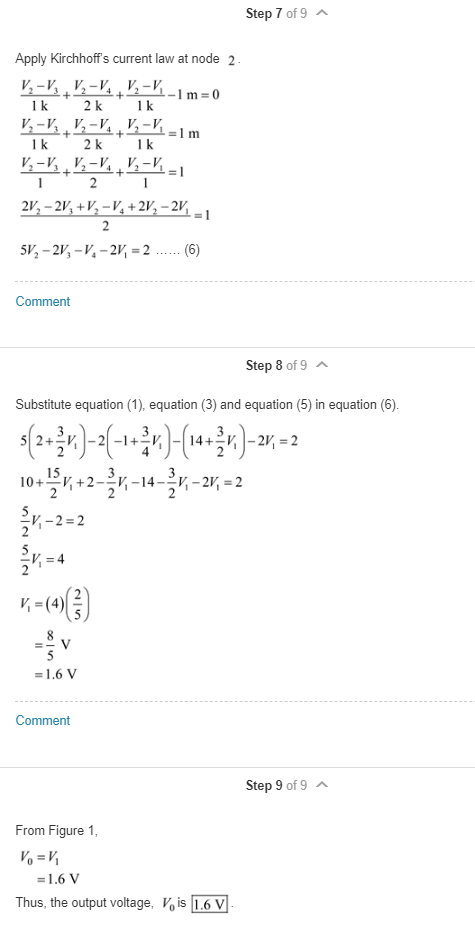 Step 7 of 9
Apply Kirchhoff's current law at node 2.
(V₂−V₃)/1k + (V₂−V₄)/2k + (V₂−V₁)/1k −1 m = 0
(V₂−V₃)/1k + (V₂−V₄)/2k + (V₂−V₁)/1k = 1 m
(V₂−V₃)/1 + (V₂−V₄)/2 + (V₂−V₁)/1 = 1
(2V₂−2V₃+V₂−V₄+2V₂−2V₁)/2 = 1
5V₂−2V₃−V₄−2V₁ = 2 ...... (6)
Comment
Step 8 of 9
Substitute equation (1), equation (3) and equation (5) in equation (6).
5(2+3/2 V₁)−2(−1+3/4 V₁)−(14+3/2 V₁)−2V₁ = 2
10+15/2 V₁+2−3/2 V₁−14−3/2 V₁−2V₁ = 2
5/2 V₁−2 = 2
5/2 V₁ = 4
V₁ = (4)(2/5)
= 8/5 V
= 1.6 V
Comment
Step 9 of 9
From Figure 1,
V₀ = V₁
= 1.6 V
Thus, the output voltage, V₀ is 1.6 V.